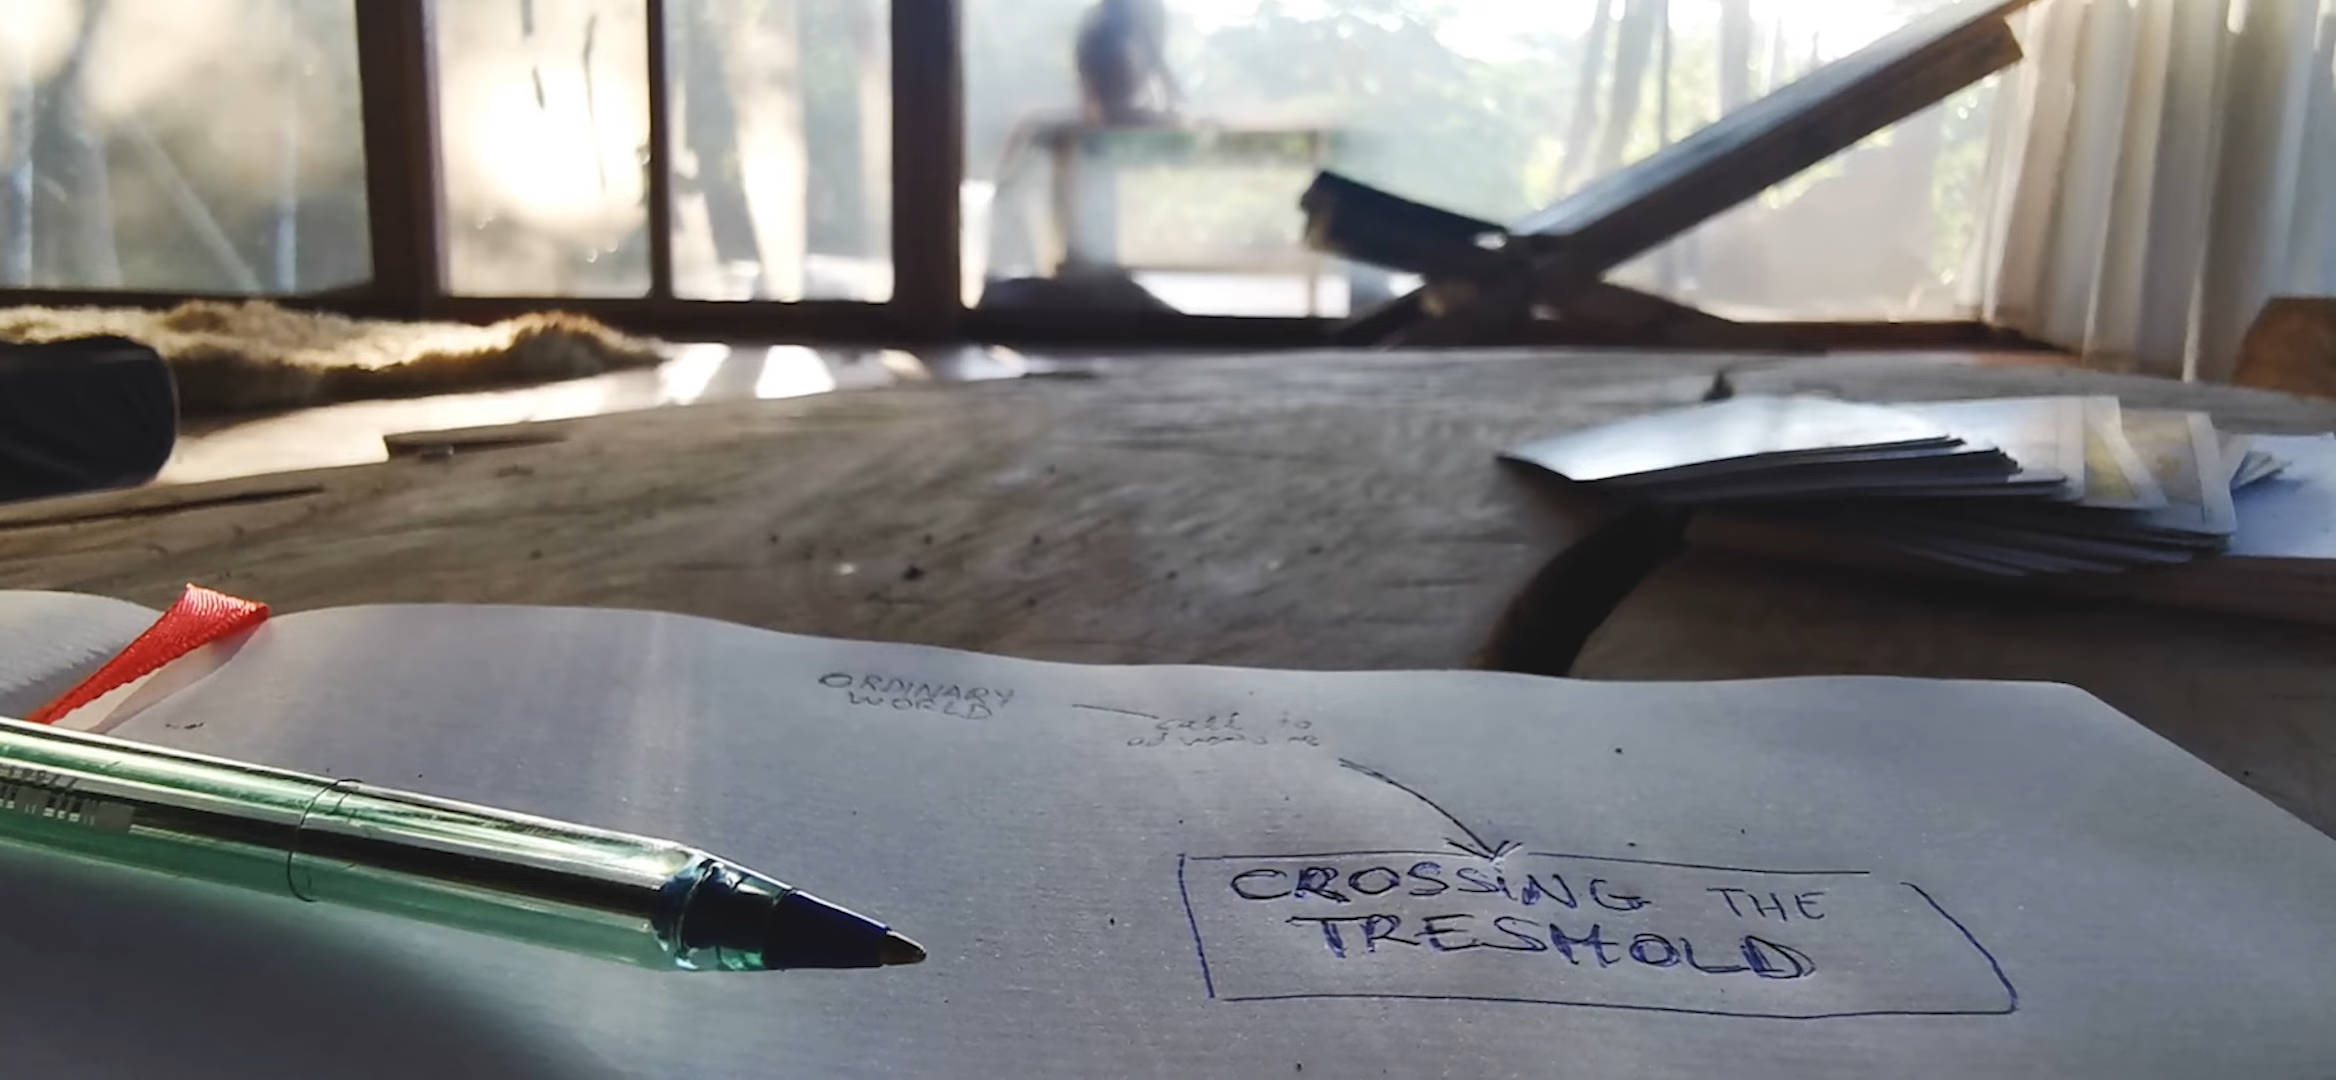 ORDINARY
WORLD
call to
adventure
CROSSING THE
TRESHOLD